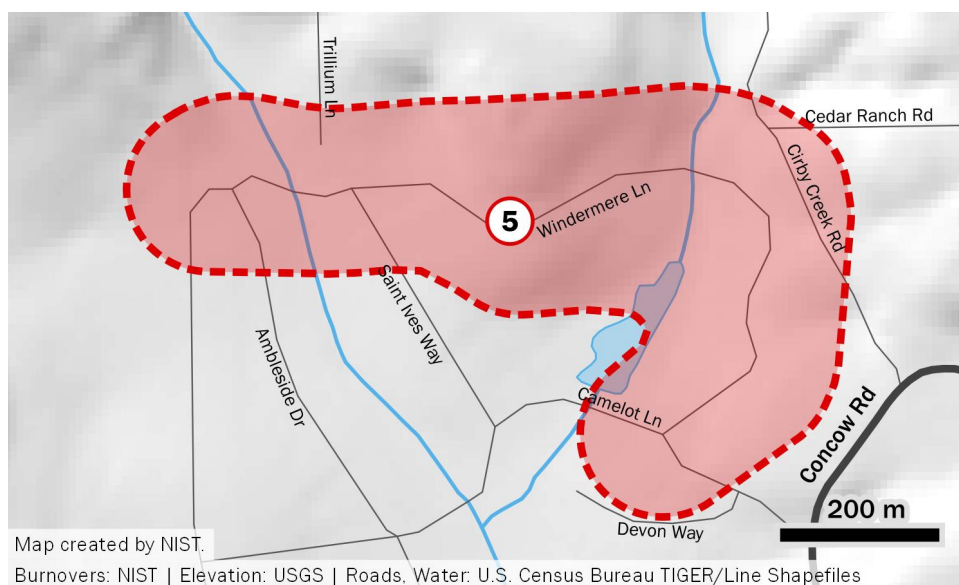 Trillium Ln
Cedar Ranch Rd
Cirby Creek Rd
Windermere Ln
5
Saint Ives Way
Ambleside Dr
Camelot Ln
Concow Rd
Devon Way
200 m
Map created by NIST.
Burnovers: NIST | Elevation: USGS | Roads, Water: U.S. Census Bureau TIGER/Line Shapefiles